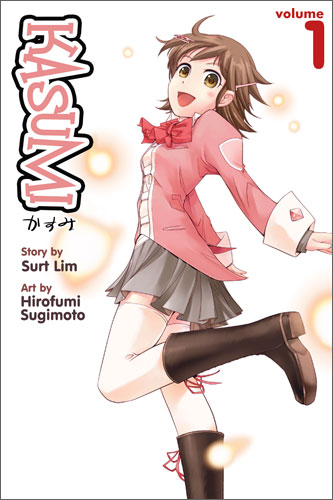 volume
1
KASUMI
かすみ
Story by
Surt Lim
Art by
Hirofumi
Sugimoto